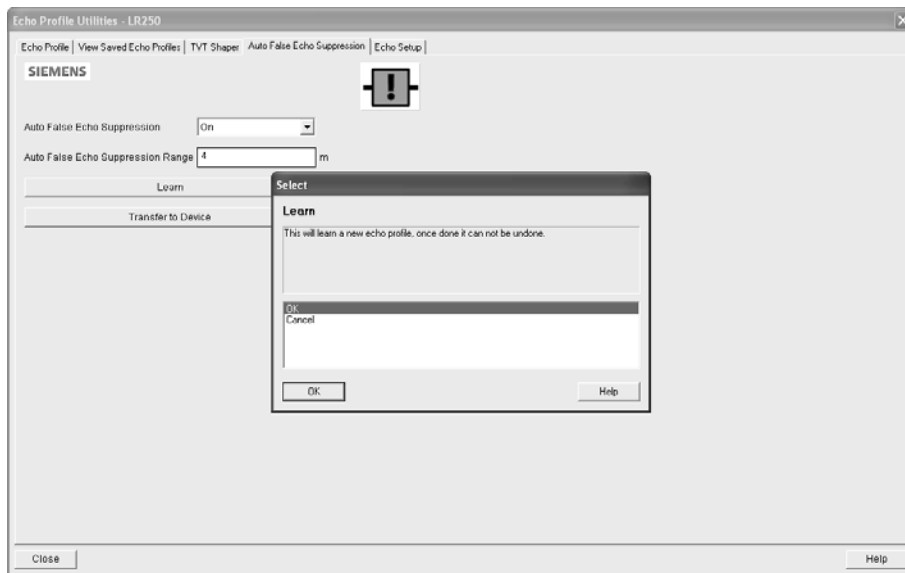 Echo Profile Utilities - LR250
Echo Profile View Saved Echo Profiles TVT Shaper Auto False Echo Suppression Echo Setup
SIEMENS
Auto False Echo Suppression On
Auto False Echo Suppression Range 4 m
Learn
Transfer to Device
Select
Learn
This will learn a new echo profile, once done it can not be undone.
OK
Cancel
OK Help
Close Help